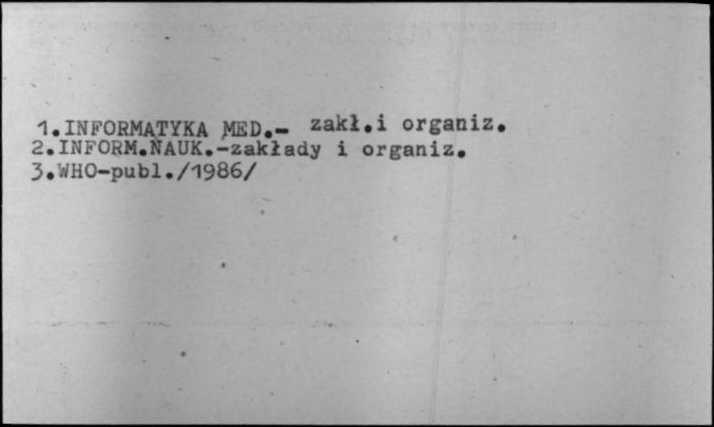 1.INFORMATYKA MED.- zakł.i organiz.
2.INFORM.NAUK.-zakłady i organiz.
3.WHO-publ./1986/